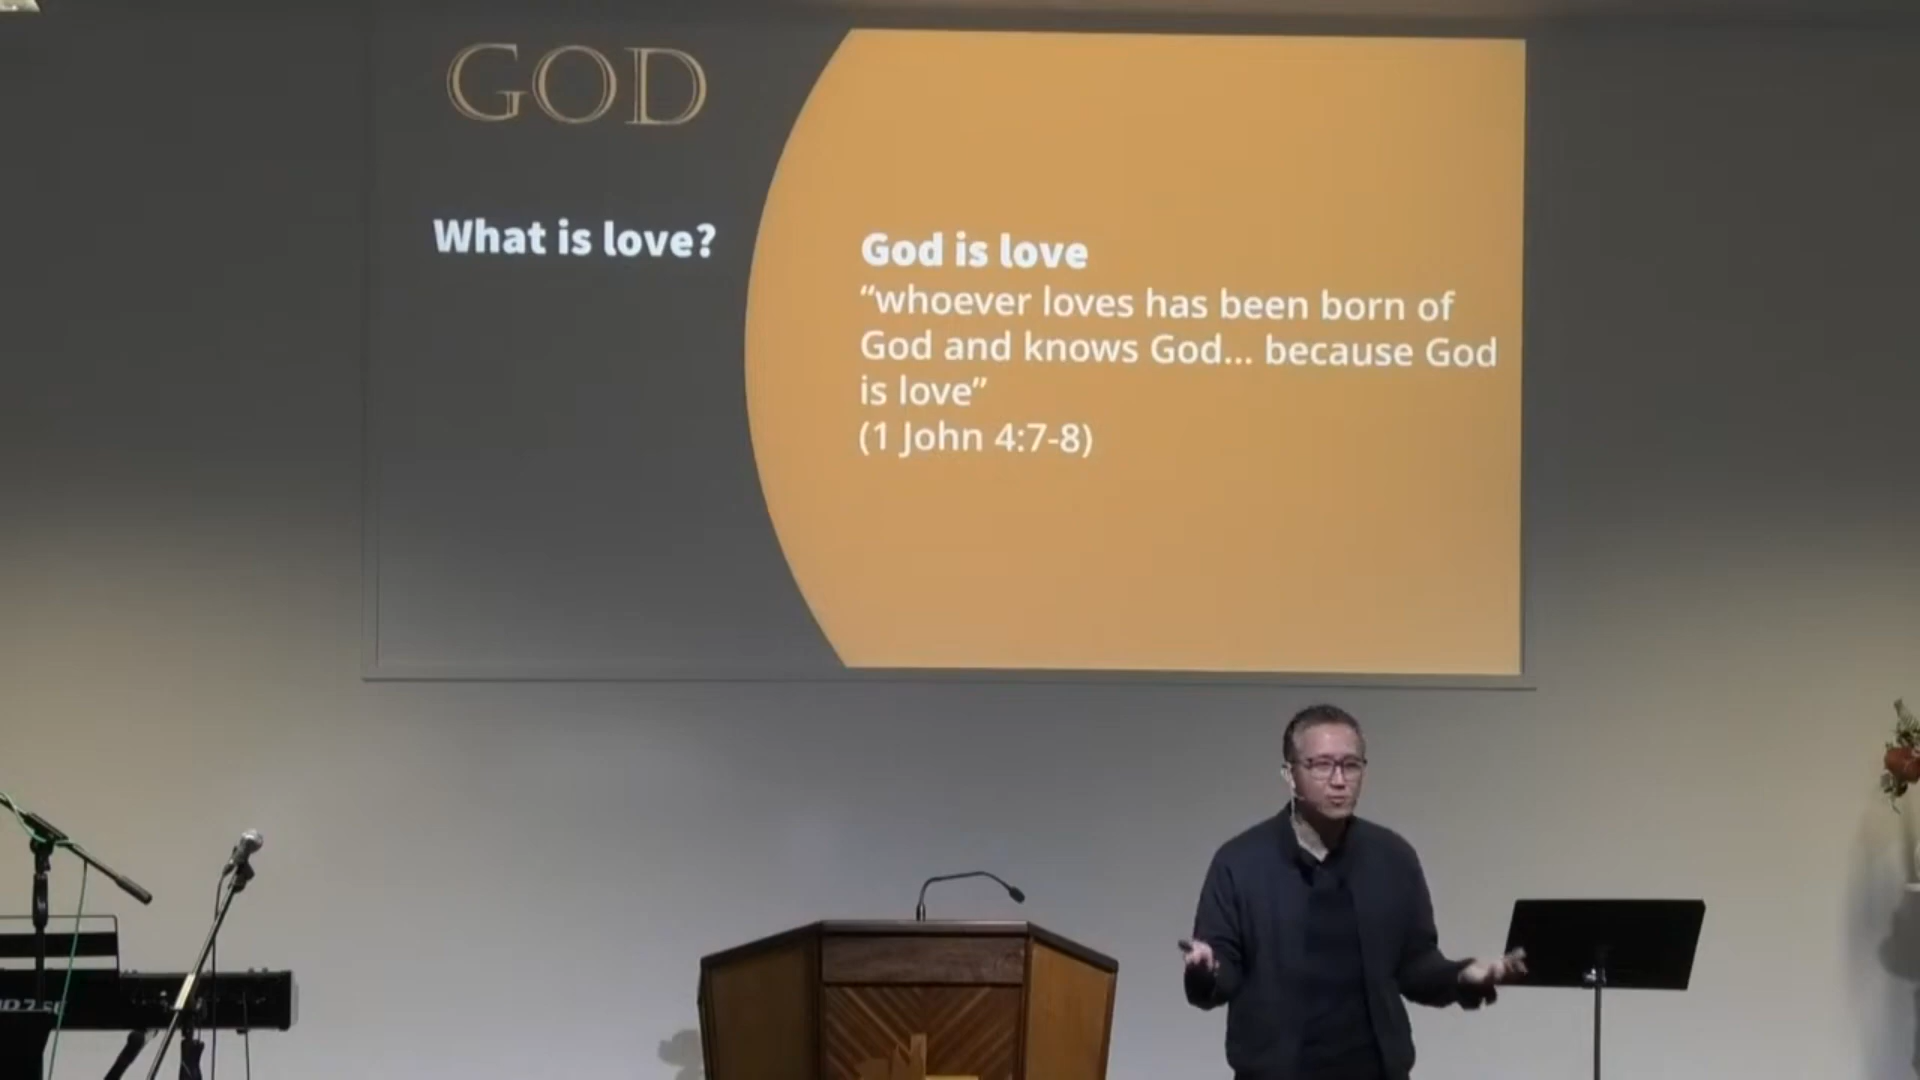 GOD
What is love?
God is love
“whoever loves has been born of
God and knows God... because God
is love”
(1 John 4:7-8)